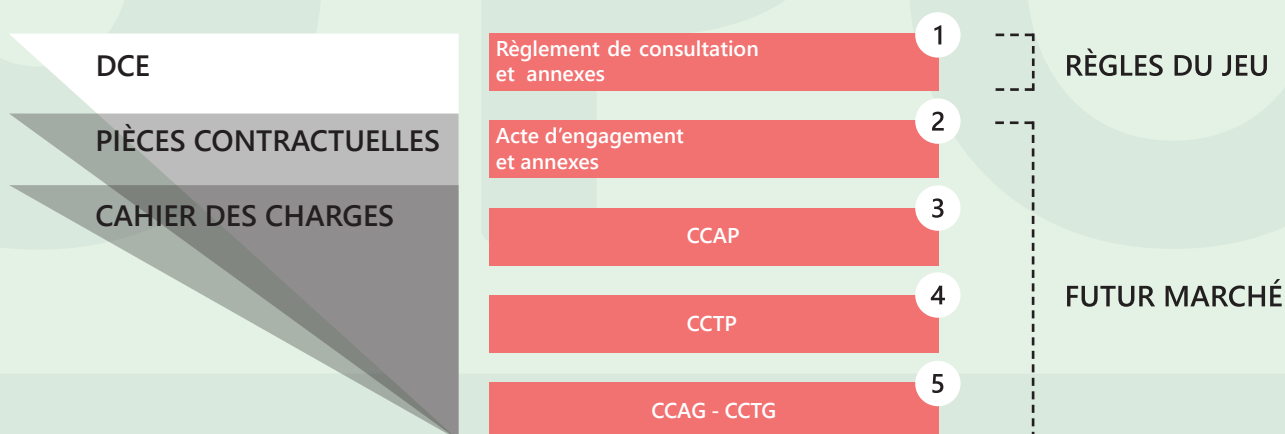 DCE
PIÈCES CONTRACTUELLES
CAHIER DES CHARGES
1
Règlement de consultation
et annexes
2
Acte d’engagement
et annexes
3
CCAP
4
CCTP
5
CCAG - CCTG
RÈGLES DU JEU
FUTUR MARCHÉ